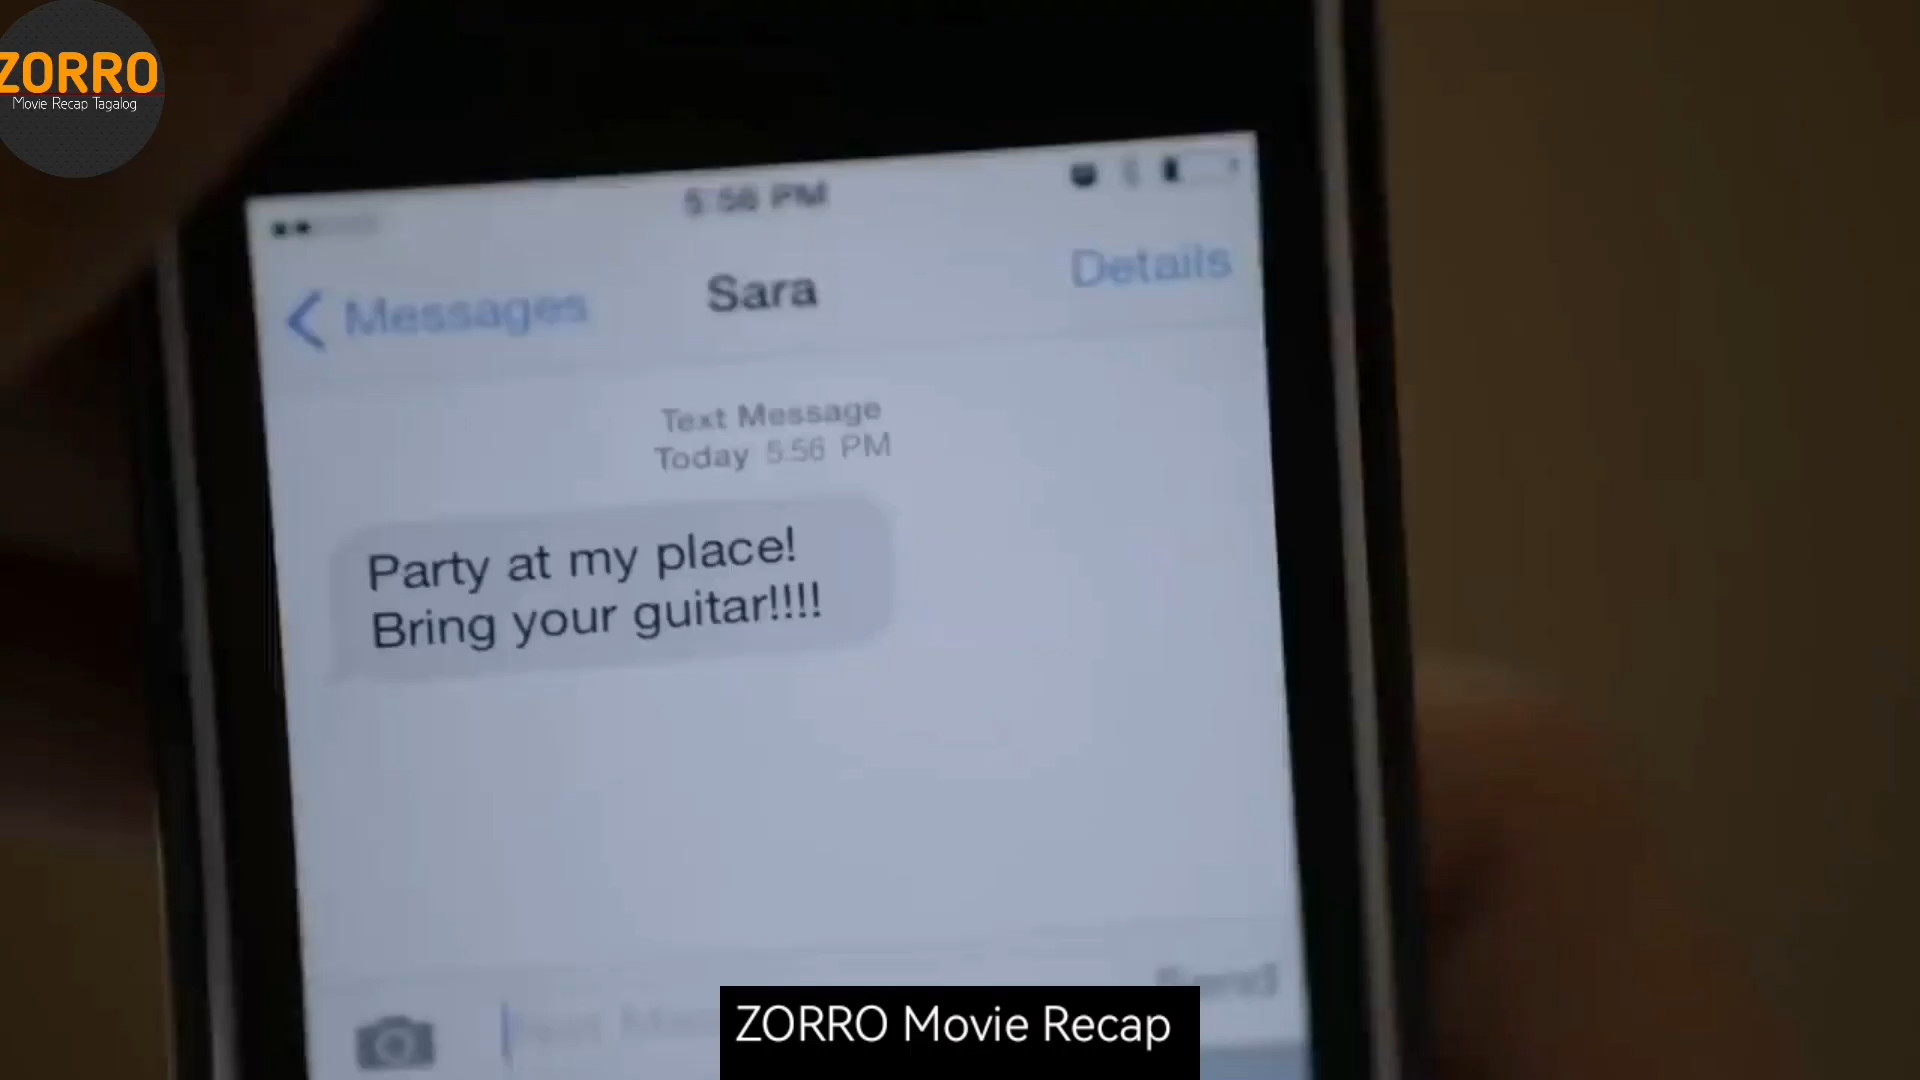 ZORRO
Movie Recap Tagalog
5:56 PM
Messages
Sara
Details
Text Message
Today 5:56 PM
Party at my place!
Bring your guitar!!!!
Send
ZORRO Movie Recap